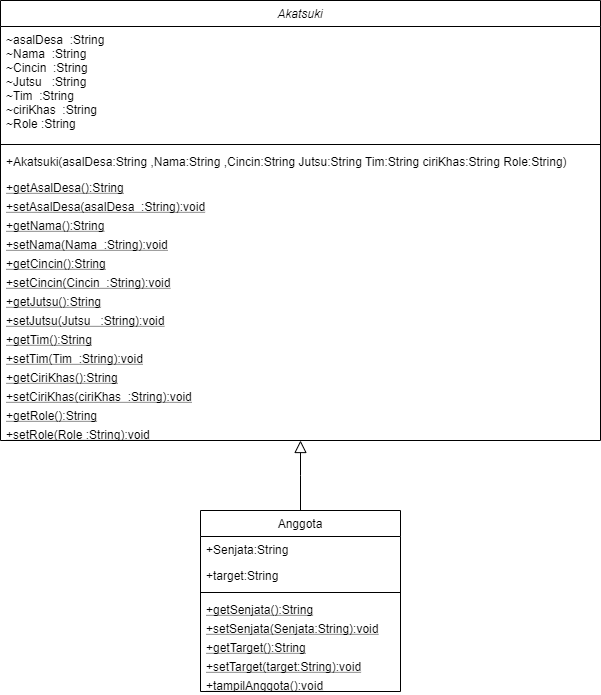 Akatsuki
~asalDesa  :String
~Nama  :String
~Cincin  :String
~Jutsu   :String
~Tim  :String
~ciriKhas  :String
~Role :String
+Akatsuki(asalDesa:String ,Nama:String ,Cincin:String Jutsu:String Tim:String ciriKhas:String Role:String)
+getAsalDesa():String
+setAsalDesa(asalDesa  :String):void
+getNama():String
+setNama(Nama  :String):void
+getCincin():String
+setCincin(Cincin  :String):void
+getJutsu():String
+setJutsu(Jutsu   :String):void
+getTim():String
+setTim(Tim  :String):void
+getCiriKhas():String
+setCiriKhas(ciriKhas  :String):void
+getRole():String
+setRole(Role :String):void
Anggota
+Senjata:String
+target:String
+getSenjata():String
+setSenjata(Senjata:String):void
+getTarget():String
+setTarget(target:String):void
+tampilAnggota():void